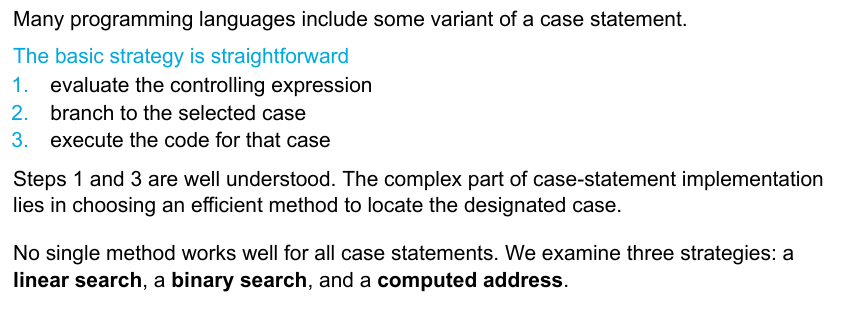 Many programming languages include some variant of a case statement.
The basic strategy is straightforward
1. evaluate the controlling expression
2. branch to the selected case
3. execute the code for that case
Steps 1 and 3 are well understood. The complex part of case-statement implementation
lies in choosing an efficient method to locate the designated case.
No single method works well for all case statements. We examine three strategies: a
linear search, a binary search, and a computed address.